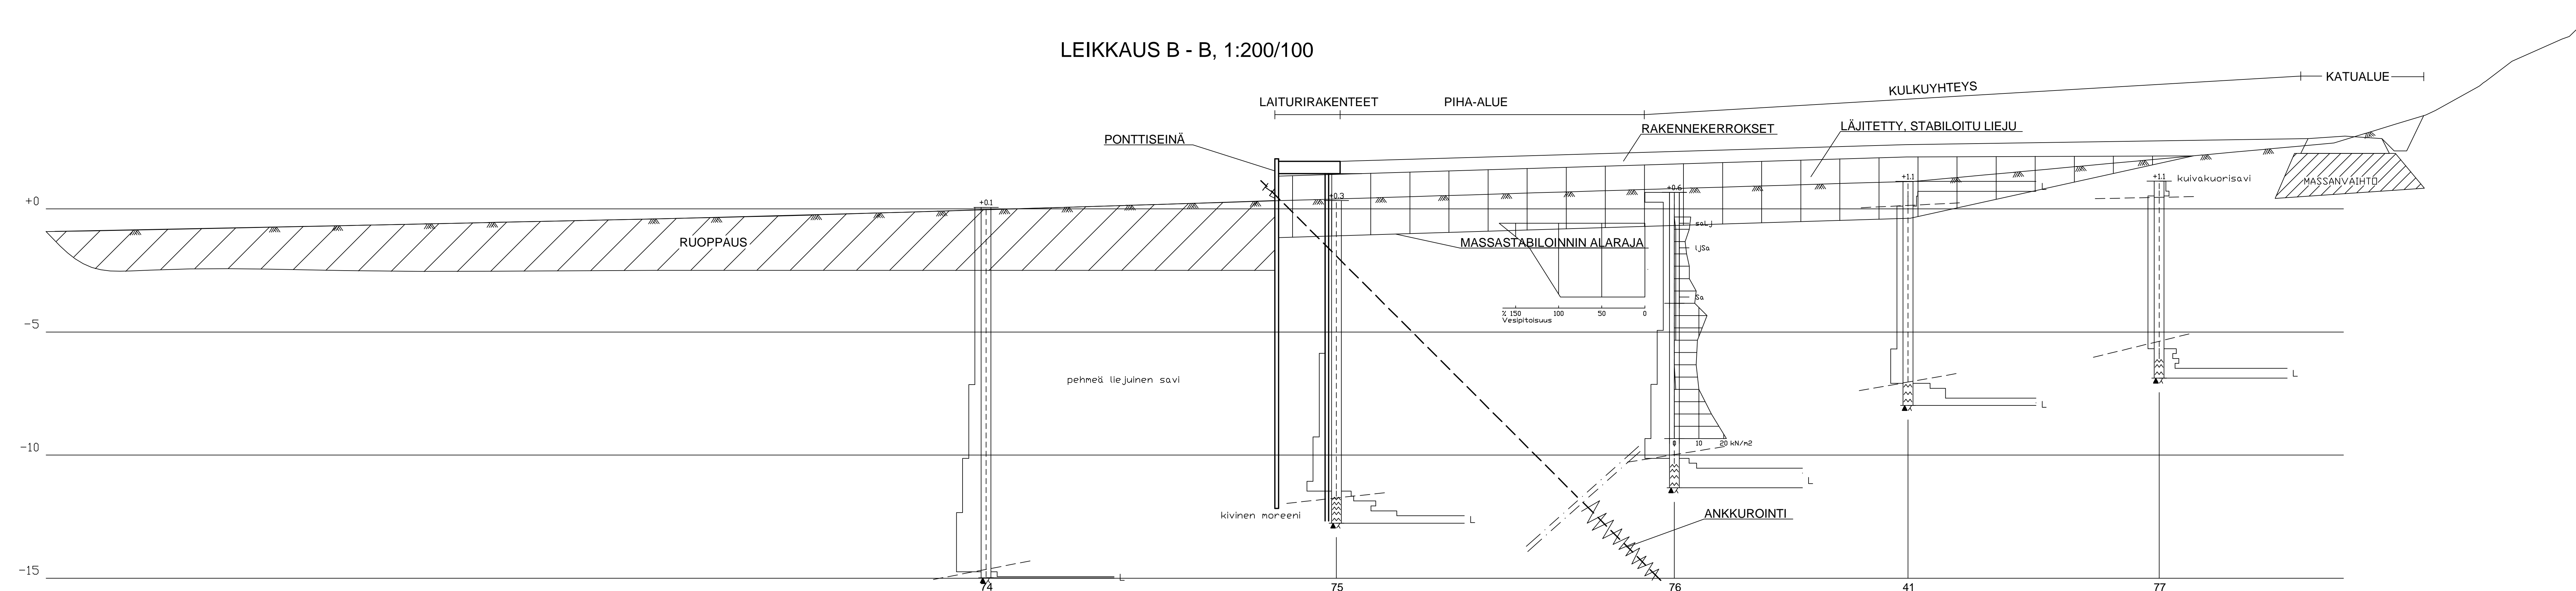 LEIKKAUS B - B, 1:200/100
KATUALUE
KULKUYHTEYS
LAITURIRAKENTEET
PIHA-ALUE
PONTTISEINÄ
RAKENNEKERROKSET
LÄJITETTY, STABILOITU LIEJU
kuivakuorisavi
MASSANVAIHTO
+0
+0.1
+0.3
+0.6
+1.1
+1.1
L
RUOPPAUS
MASSASTABILOINNIN ALARAJA
saLj
ljSa
Sa
% 150 100 50 0
Vesipitoisuus
-5
pehmeä liejuinen savi
L
L
0 10 20 kN/m2
-10
L
kivinen moreeni
L
ANKKUROINTI
-15
L
74 75 76 41 77